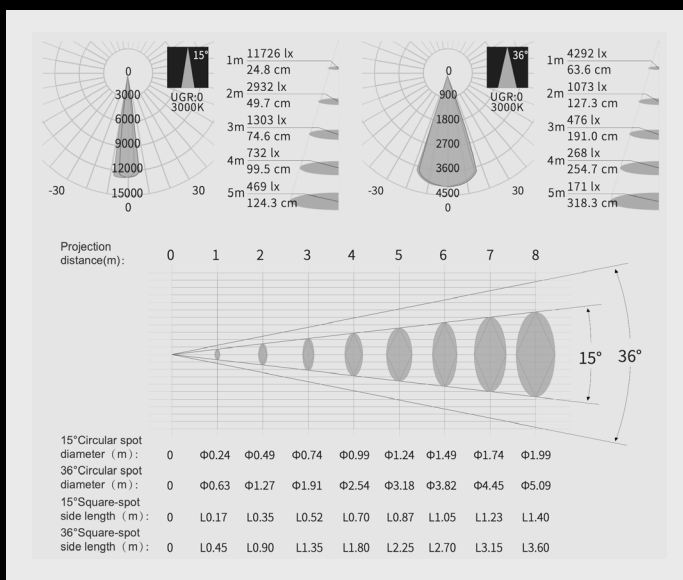 15°
0
3000
6000
9000
12000
15000
-30
30
UGR:0
3000K
1m 11726 lx
24.8 cm
2m 2932 lx
49.7 cm
3m 1303 lx
74.6 cm
4m 732 lx
99.5 cm
5m 469 lx
124.3 cm
36°
0
900
1800
2700
3600
4500
-30
30
UGR:0
3000K
1m 4292 lx
63.6 cm
2m 1073 lx
127.3 cm
3m 476 lx
191.0 cm
4m 268 lx
254.7 cm
5m 171 lx
318.3 cm
Projection
distance(m): 0 1 2 3 4 5 6 7 8
15° 36°
15°Circular spot
diameter (m): 0 Φ0.24 Φ0.49 Φ0.74 Φ0.99 Φ1.24 Φ1.49 Φ1.74 Φ1.99
36°Circular spot
diameter (m): 0 Φ0.63 Φ1.27 Φ1.91 Φ2.54 Φ3.18 Φ3.82 Φ4.45 Φ5.09
15°Square-spot
side length (m): 0 L0.17 L0.35 L0.52 L0.70 L0.87 L1.05 L1.23 L1.40
36°Square-spot
side length (m): 0 L0.45 L0.90 L1.35 L1.80 L2.25 L2.70 L3.15 L3.60